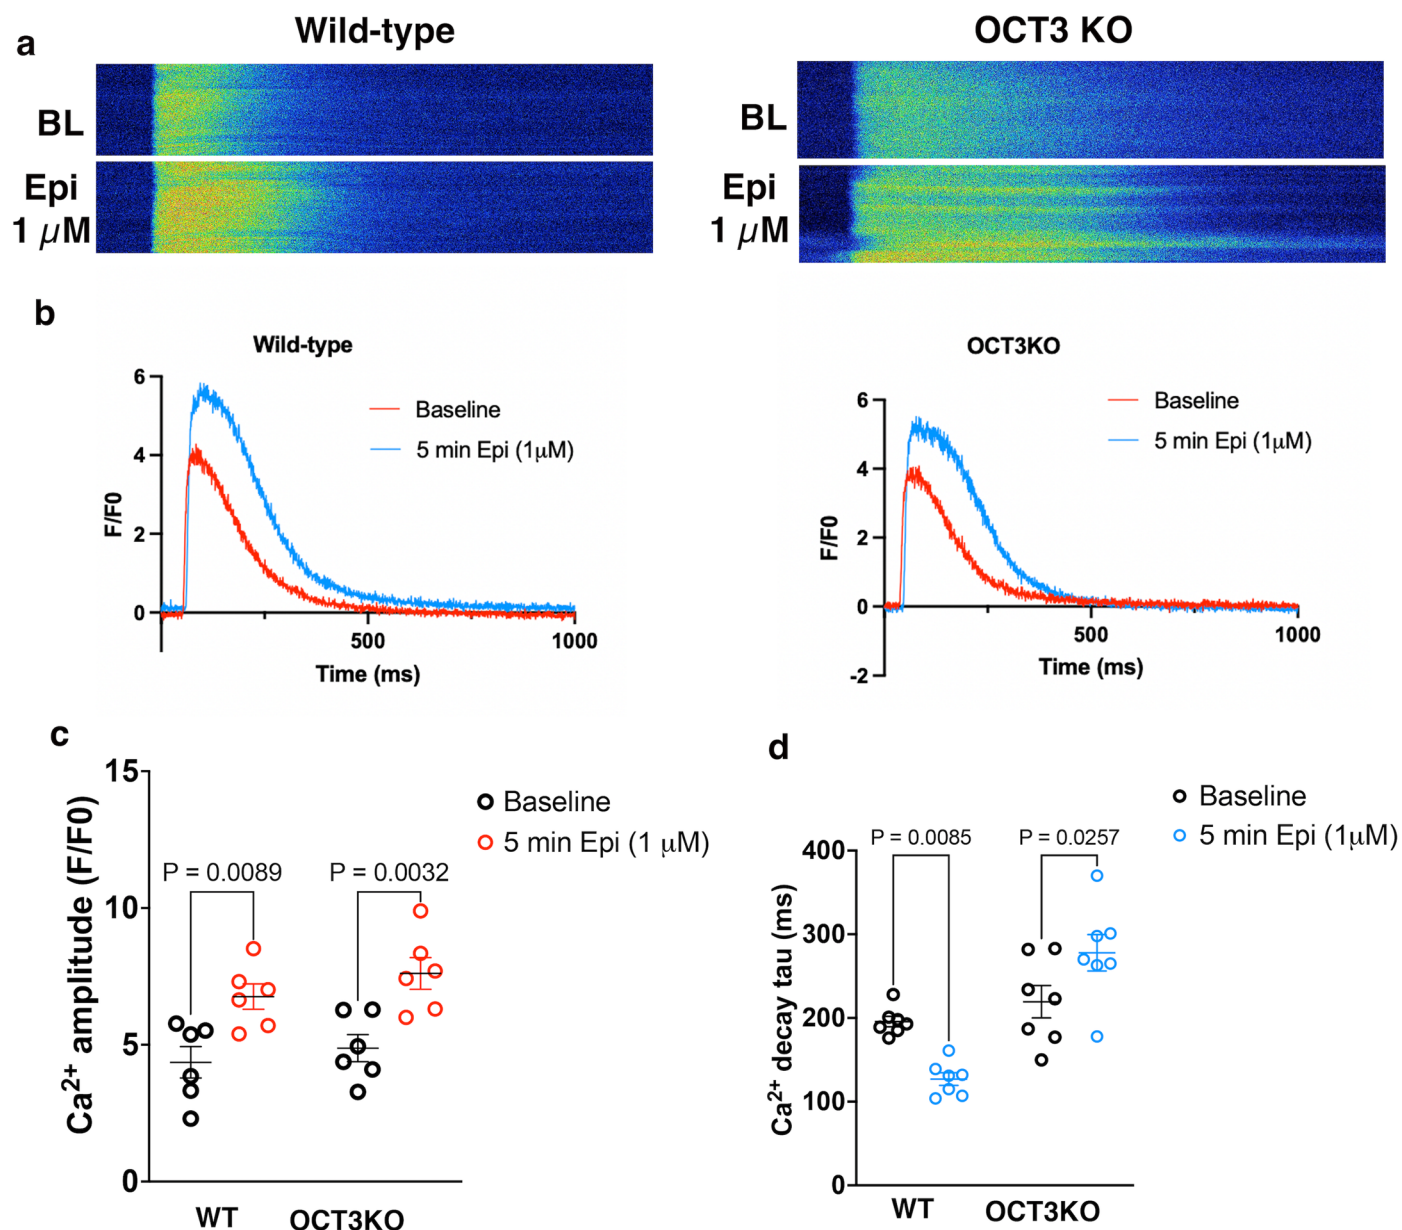 a
Wild-type
OCT3 KO
BL
BL
Epi
1 µM
Epi
1 µM
b
Wild-type
6
4
2
0
F/F0
500
1000
Time (ms)
Baseline
5 min Epi (1µM)
OCT3KO
6
4
2
0
-2
F/F0
500
1000
Time (ms)
Baseline
5 min Epi (1µM)
c
15
10
5
0
Ca2+ amplitude (F/F0)
P = 0.0089
P = 0.0032
Baseline
5 min Epi (1 µM)
WT
OCT3KO
d
400
300
200
100
0
Ca2+ decay tau (ms)
P = 0.0085
P = 0.0257
Baseline
5 min Epi (1µM)
WT
OCT3KO